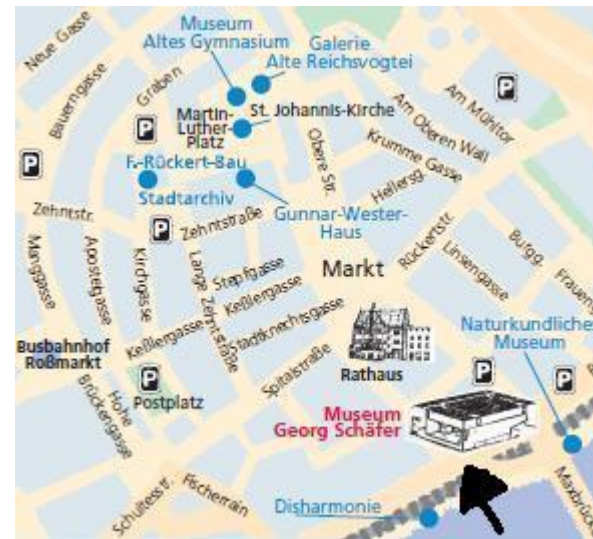 Museum
Altes Gymnasium
Galerie
Alte Reichsvogtei
Neue Gasse
Bauerngasse
Graben
P
Martin-
Luther-
Platz
St. Johannis-Kirche
Am Oberen Wall
Am Mühltor
P
P
P
F.-Rückert-Bau
Stadtarchiv
Obere Str.
Krumme Gasse
Hellersg.
Gunnar-Wester-
Haus
Zehntstr.
P
Zehntstraße
Manggasse
Apostelgasse
Kirchgasse
Lange Zehntstraße
Stepfgasse
Keßlergasse
Markt
Rückertstr.
Linsengasse
Burgg.
Fraueng
Keßlergasse
Stadtknechtsgasse
Spitalstraße
Rathaus
Naturkundliches
Museum
Busbahnhof
Roßmarkt
P
Postplatz
Hohe
Brückengasse
P
P
Museum
Georg Schäfer
Schultesstr.
Fischerrain
Disharmonie
Maxbrüc